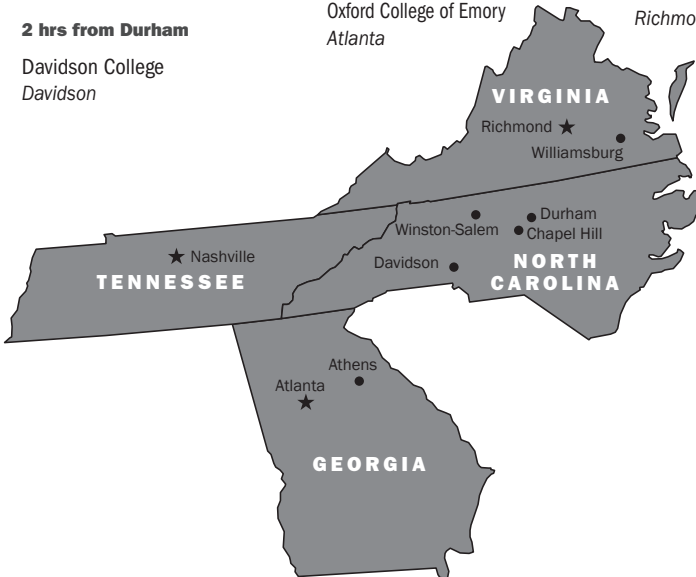 2 hrs from Durham
Davidson College
Davidson
Oxford College of Emory
Atlanta
Richmo
VIRGINIA
Richmond
Williamsburg
Durham
Winston-Salem
Chapel Hill
Davidson
NORTH
CAROLINA
Nashville
TENNESSEE
Athens
Atlanta
GEORGIA